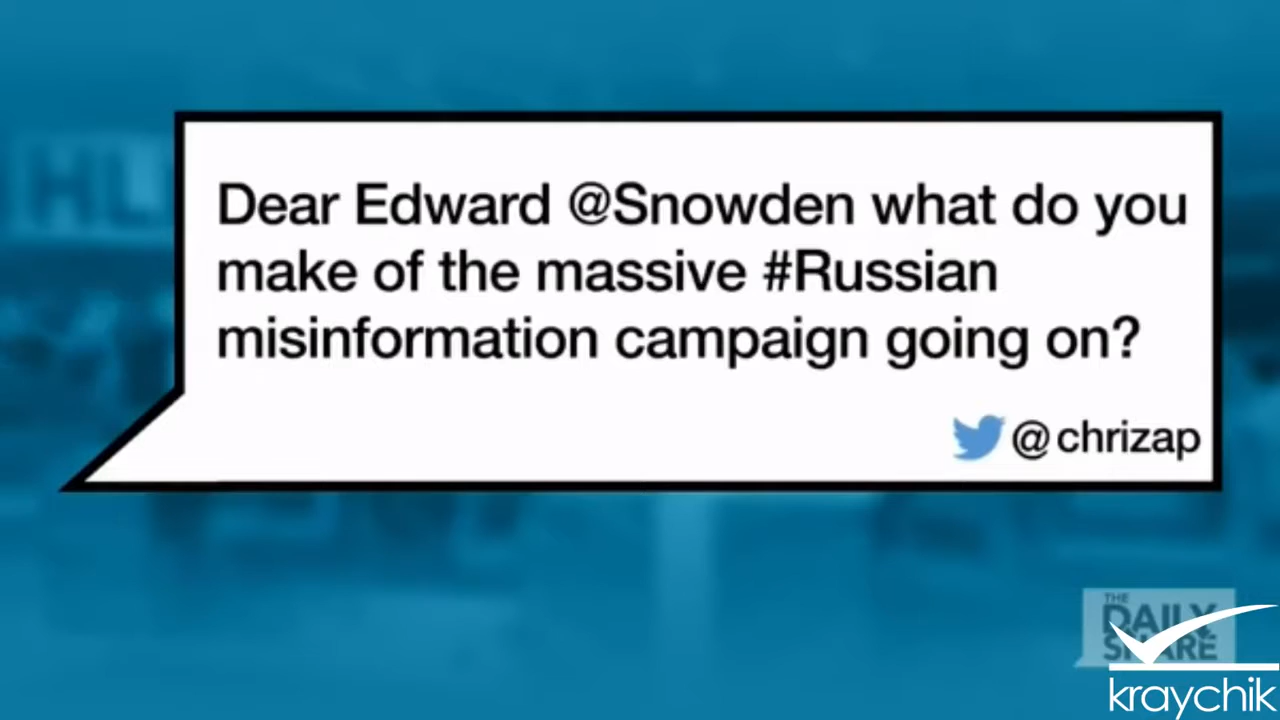 HL
Dear Edward @Snowden what do you
make of the massive #Russian
misinformation campaign going on?
@chrizap
THE
DAILY
SHARE
kraychik